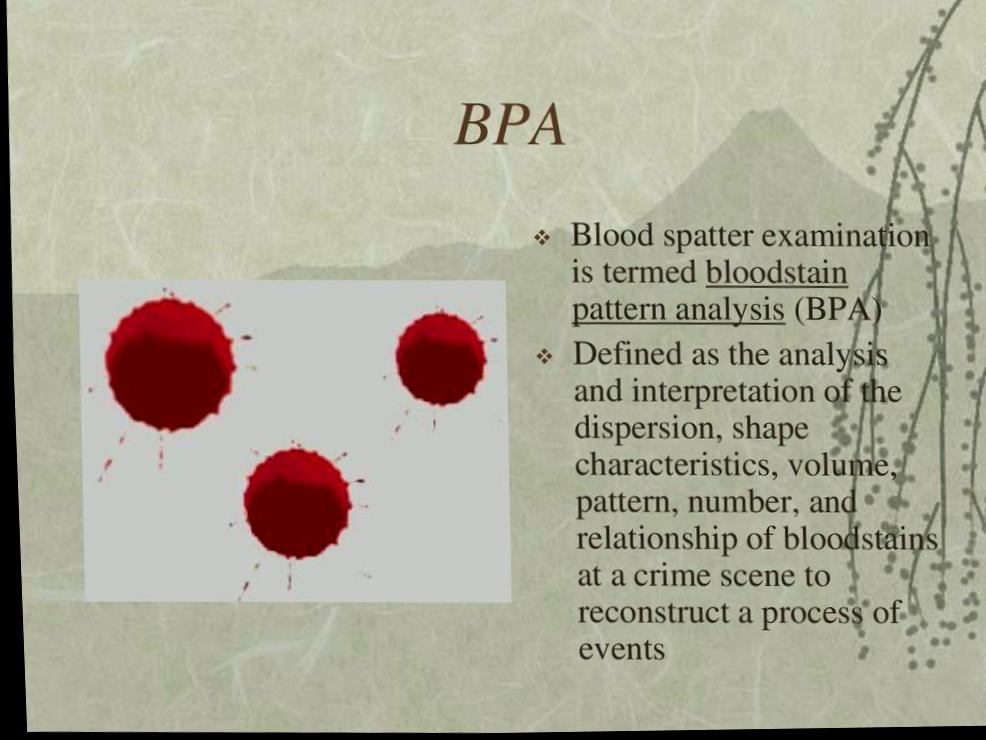 BPA
❖ Blood spatter examination
is termed bloodstain
pattern analysis (BPA)
❖ Defined as the analysis
and interpretation of the
dispersion, shape
characteristics, volume,
pattern, number, and
relationship of bloodstains
at a crime scene to
reconstruct a process of
events